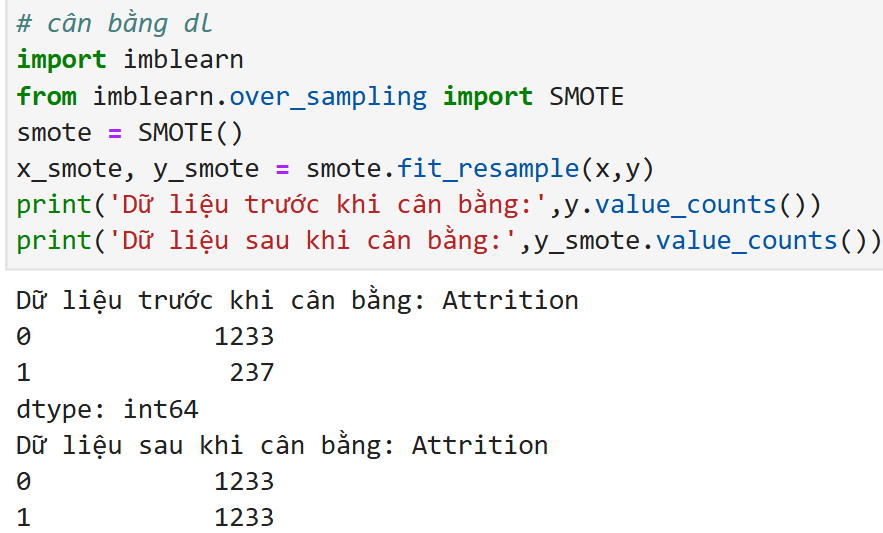 # cân bằng dl
import imblearn
from imblearn.over_sampling import SMOTE
smote = SMOTE()
x_smote, y_smote = smote.fit_resample(x,y)
print('Dữ liệu trước khi cân bằng:',y.value_counts())
print('Dữ liệu sau khi cân bằng:',y_smote.value_counts())
Dữ liệu trước khi cân bằng: Attrition
0            1233
1             237
dtype: int64
Dữ liệu sau khi cân bằng: Attrition
0            1233
1            1233